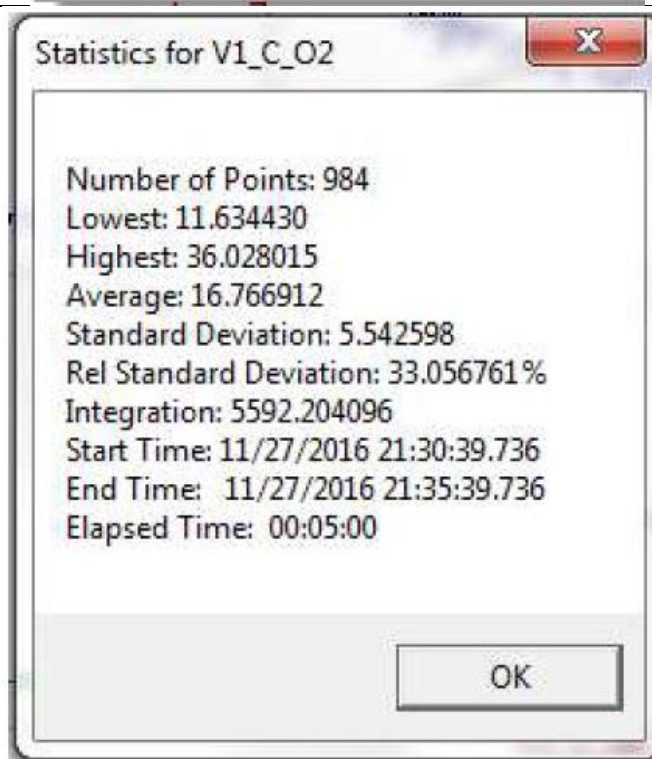 Statistics for V1_C_O2
Number of Points: 984
Lowest: 11.634430
Highest: 36.028015
Average: 16.766912
Standard Deviation: 5.542598
Rel Standard Deviation: 33.056761%
Integration: 5592.204096
Start Time: 11/27/2016 21:30:39.736
End Time: 11/27/2016 21:35:39.736
Elapsed Time: 00:05:00
OK